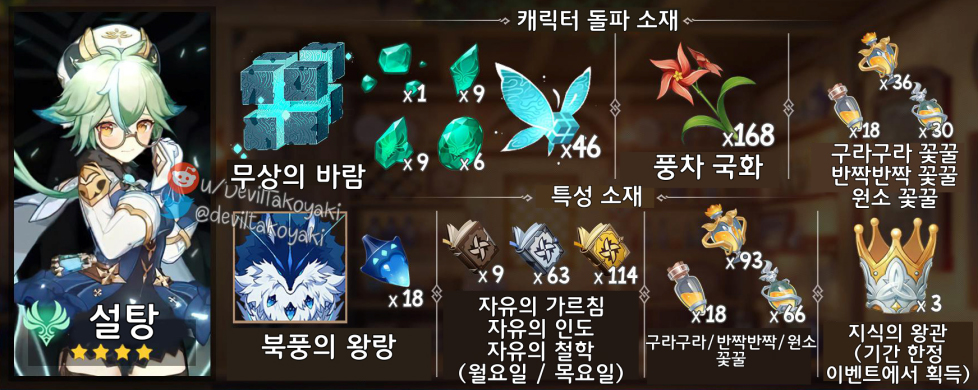 캐릭터 돌파 소재
설탕
무상의 바람
x1
x9
x9
x6
x46
x168
풍차 국화
x36
x18
x30
구라구라 꽃꿀
반짝반짝 꽃꿀
원소 꽃꿀
u/DevilTakoyaki
@deviltakoyaki
특성 소재
x18
북풍의 왕랑
x9
x63
x114
자유의 가르침
자유의 인도
자유의 철학
(월요일 / 목요일)
x93
x18
x66
구라구라/반짝반짝/원소
꽃꿀
x3
지식의 왕관
(기간 한정
이벤트에서 획득)